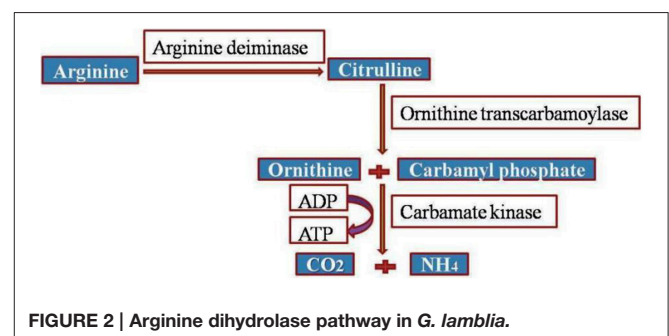 Arginine deiminase
Arginine
Citrulline
Ornithine transcarbamoylase
Ornithine + Carbamyl phosphate
ADP
Carbamate kinase
ATP
CO2 + NH4
FIGURE 2 | Arginine dihydrolase pathway in G. lamblia.